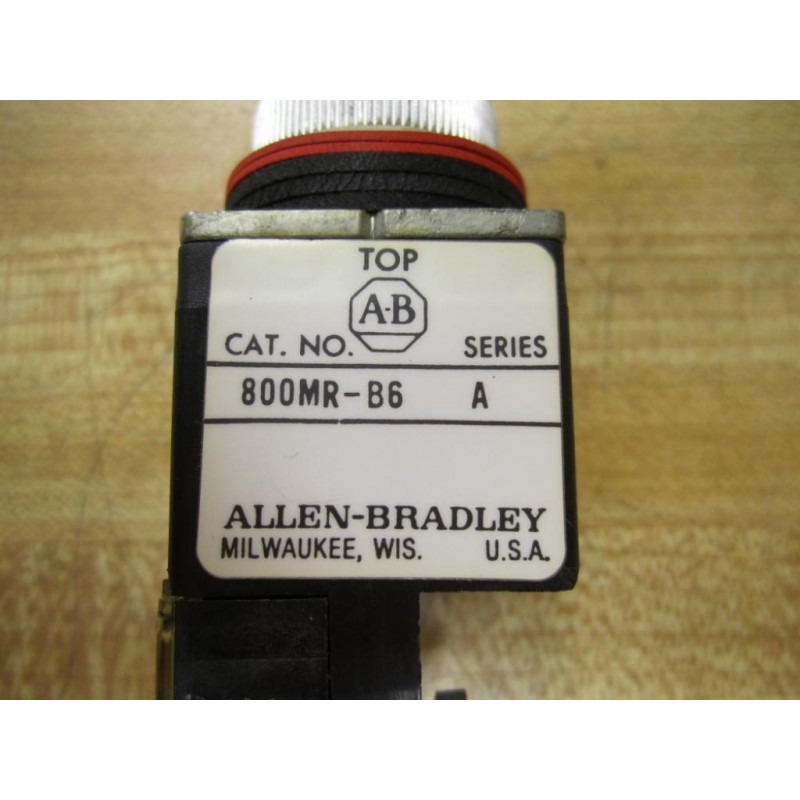 TOP
A-B
CAT. NO. SERIES
800MR-B6 A
ALLEN-BRADLEY
MILWAUKEE, WIS. U.S.A.